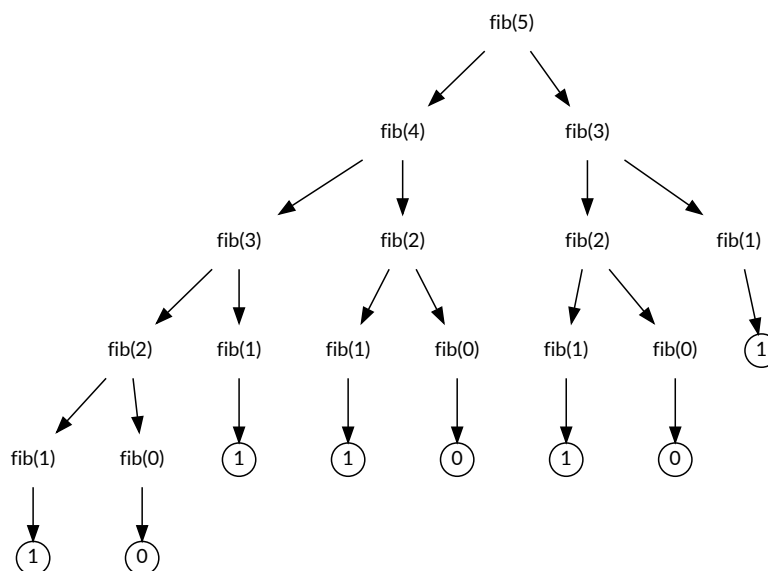 fib(5)
fib(4) fib(3)
fib(3) fib(2) fib(2) fib(1)
fib(2) fib(1) fib(1) fib(0) fib(1) fib(0) 1
fib(1) fib(0) 1 1 0 1 0
1 0